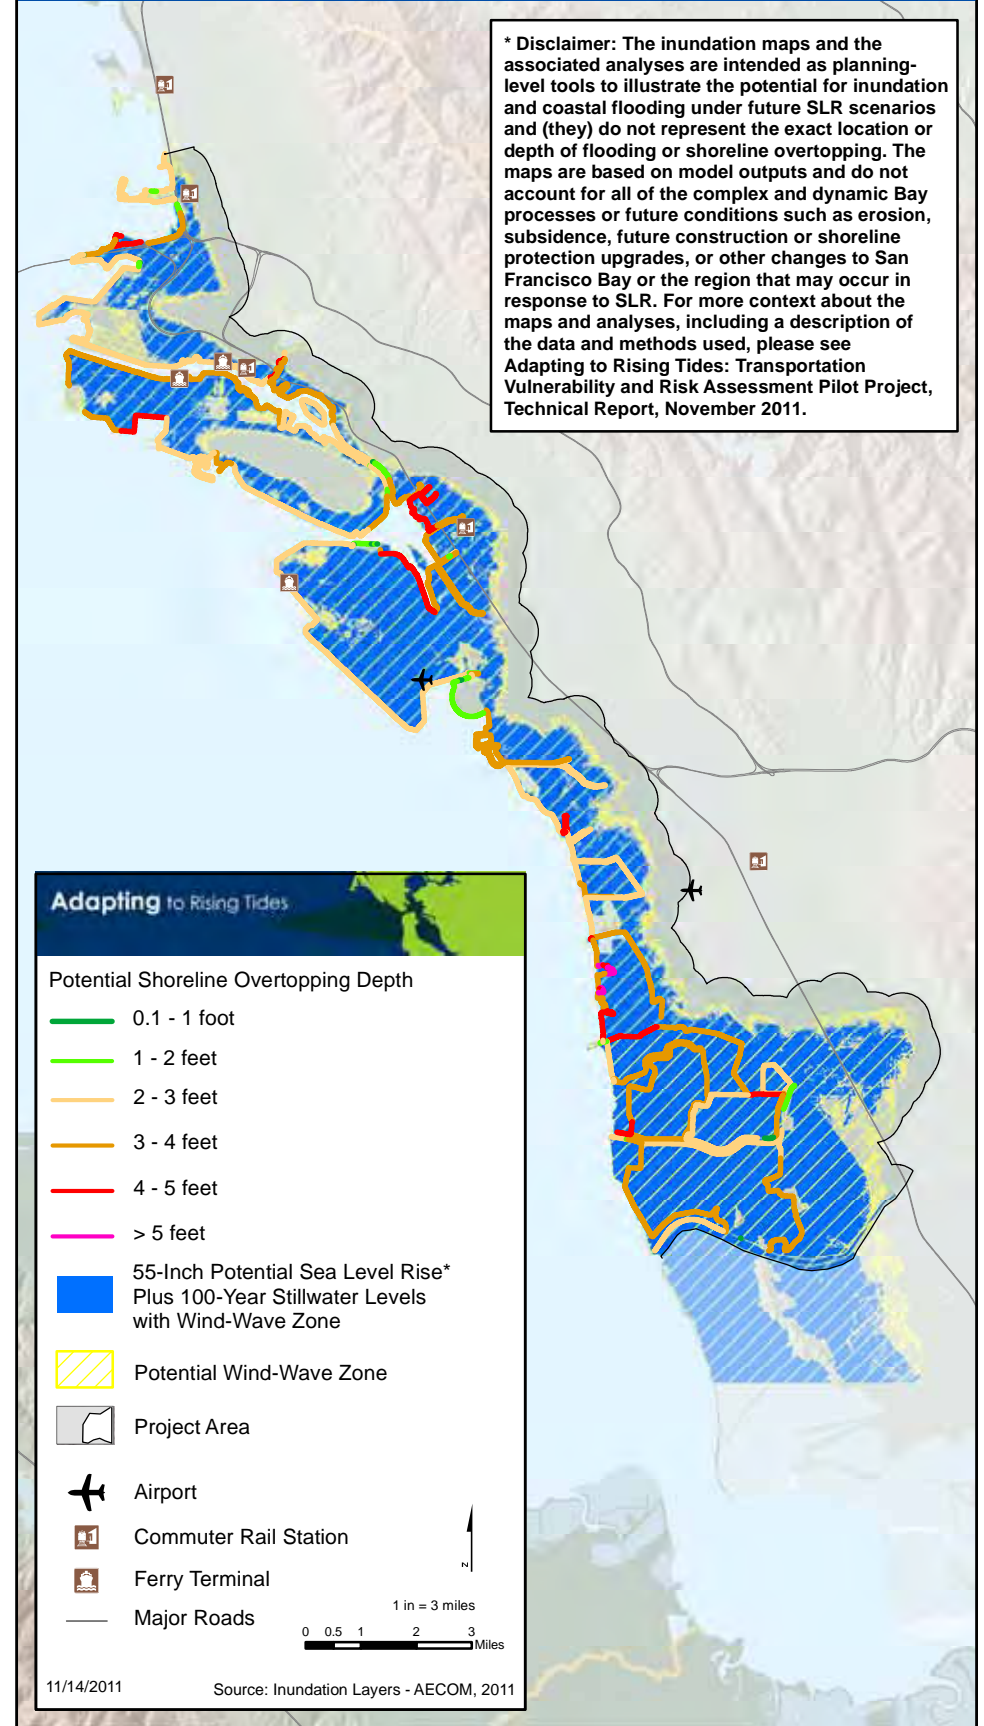 * Disclaimer: The inundation maps and the
associated analyses are intended as planning-
level tools to illustrate the potential for inundation
and coastal flooding under future SLR scenarios
and (they) do not represent the exact location or
depth of flooding or shoreline overtopping. The
maps are based on model outputs and do not
account for all of the complex and dynamic Bay
processes or future conditions such as erosion,
subsidence, future construction or shoreline
protection upgrades, or other changes to San
Francisco Bay or the region that may occur in
response to SLR. For more context about the
maps and analyses, including a description of
the data and methods used, please see
Adapting to Rising Tides: Transportation
Vulnerability and Risk Assessment Pilot Project,
Technical Report, November 2011.
Adapting to Rising Tides
Potential Shoreline Overtopping Depth
0.1 - 1 foot
1 - 2 feet
2 - 3 feet
3 - 4 feet
4 - 5 feet
> 5 feet
55-Inch Potential Sea Level Rise*
Plus 100-Year Stillwater Levels
with Wind-Wave Zone
Potential Wind-Wave Zone
Project Area
Airport
Commuter Rail Station
Ferry Terminal
Major Roads
N
1 in = 3 miles
0 0.5 1 2 3
Miles
11/14/2011
Source: Inundation Layers - AECOM, 2011